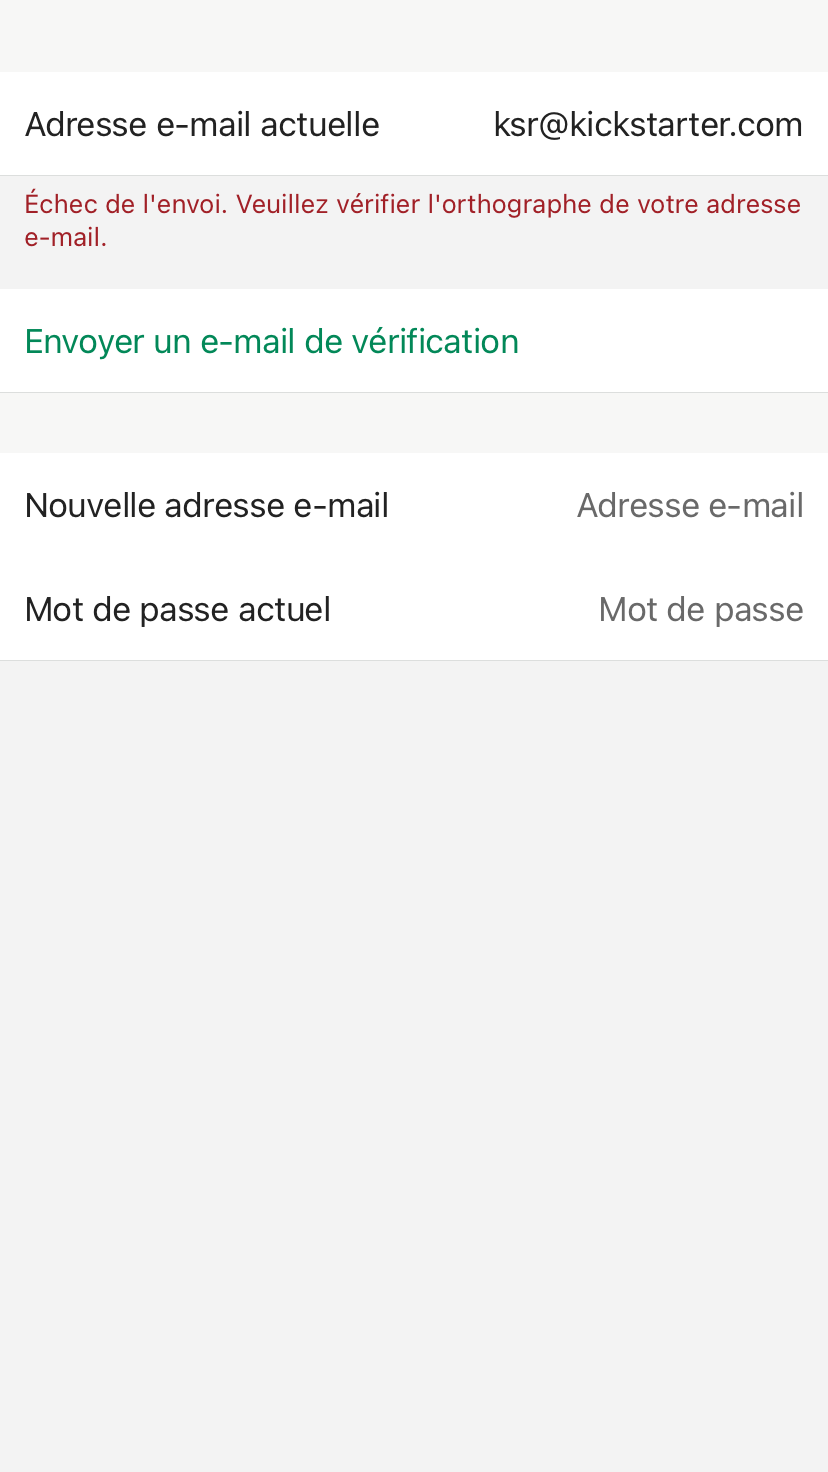 Adresse e-mail actuelle ksr@kickstarter.com
Échec de l'envoi. Veuillez vérifier l'orthographe de votre adresse
e-mail.
Envoyer un e-mail de vérification
Nouvelle adresse e-mail Adresse e-mail
Mot de passe actuel Mot de passe